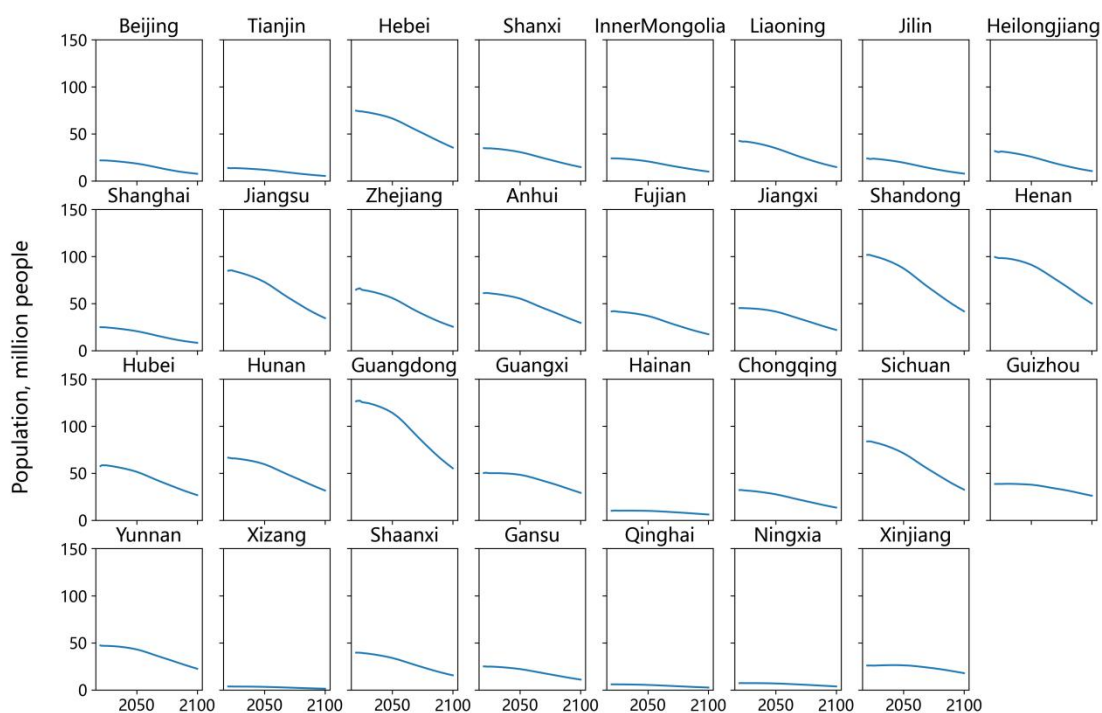 Beijing Tianjin Hebei Shanxi InnerMongolia Liaoning Jilin Heilongjiang
150
100
50
0
Shanghai Jiangsu Zhejiang Anhui Fujian Jiangxi Shandong Henan
150
100
50
0
Population, million people
Hubei Hunan Guangdong Guangxi Hainan Chongqing Sichuan Guizhou
150
100
50
0
Yunnan Xizang Shaanxi Gansu Qinghai Ningxia Xinjiang
150
100
50
0
2050 2100 2050 2100 2050 2100 2050 2100 2050 2100 2050 2100 2050 2100